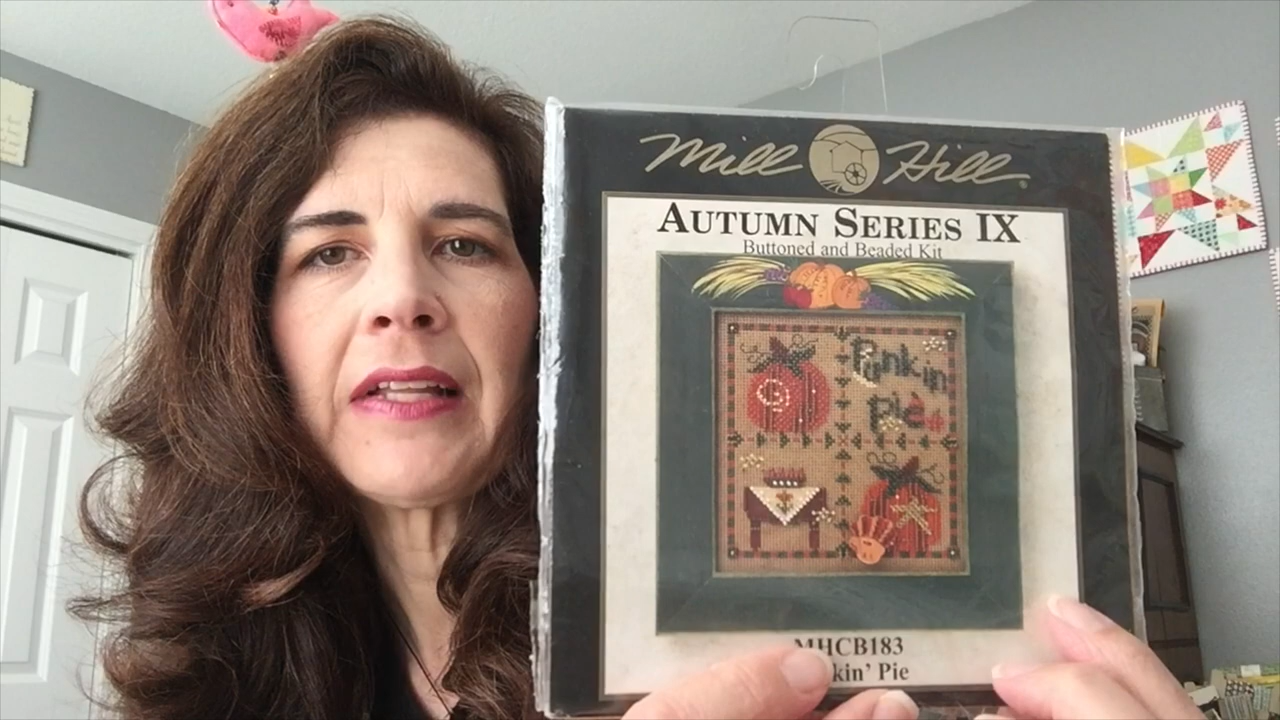 Mill Hill
AUTUMN SERIES IX
Buttoned and Beaded Kit
Punkin
Pie
MHCB183
kin' Pie